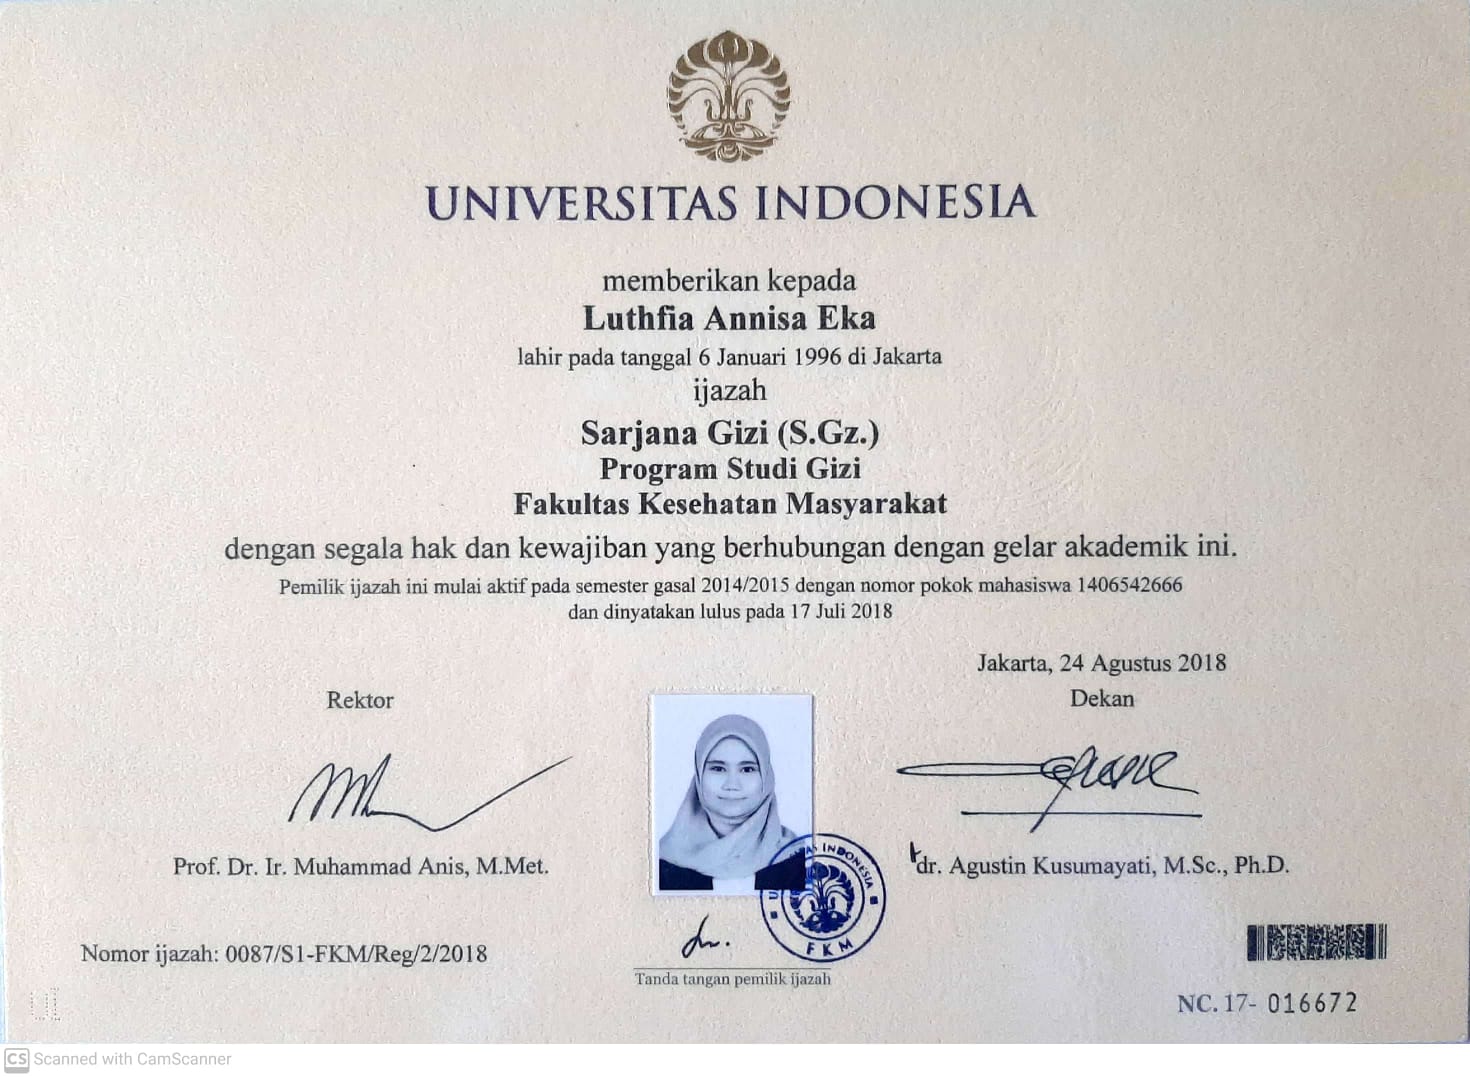 UNIVERSITAS INDONESIA
memberikan kepada
Luthfia Annisa Eka
lahir pada tanggal 6 Januari 1996 di Jakarta
ijazah
Sarjana Gizi (S.Gz.)
Program Studi Gizi
Fakultas Kesehatan Masyarakat
dengan segala hak dan kewajiban yang berhubungan dengan gelar akademik ini.
Pemilik ijazah ini mulai aktif pada semester gasal 2014/2015 dengan nomor pokok mahasiswa 1406542666
dan dinyatakan lulus pada 17 Juli 2018
Jakarta, 24 Agustus 2018
Rektor
Dekan
Prof. Dr. Ir. Muhammad Anis, M.Met.
dr. Agustin Kusumayati, M.Sc., Ph.D.
INDONESIA
FKM
Nomor ijazah: 0087/S1-FKM/Reg/2/2018
Tanda tangan pemilik ijazah
NC. 17- 016672
UI
CS Scanned with CamScanner